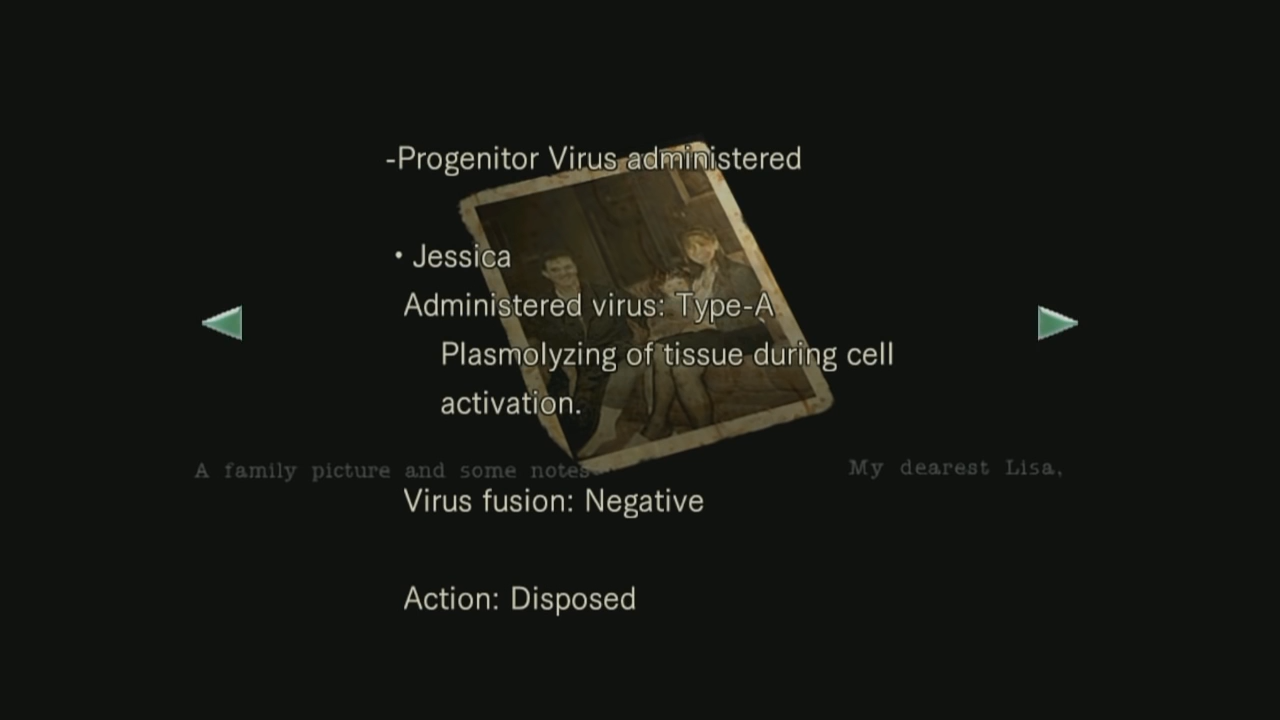 -Progenitor Virus administered
• Jessica
Administered virus: Type-A
Plasmolyzing of tissue during cell
activation.
A family picture and some notes
My dearest Lisa,
Virus fusion: Negative
Action: Disposed